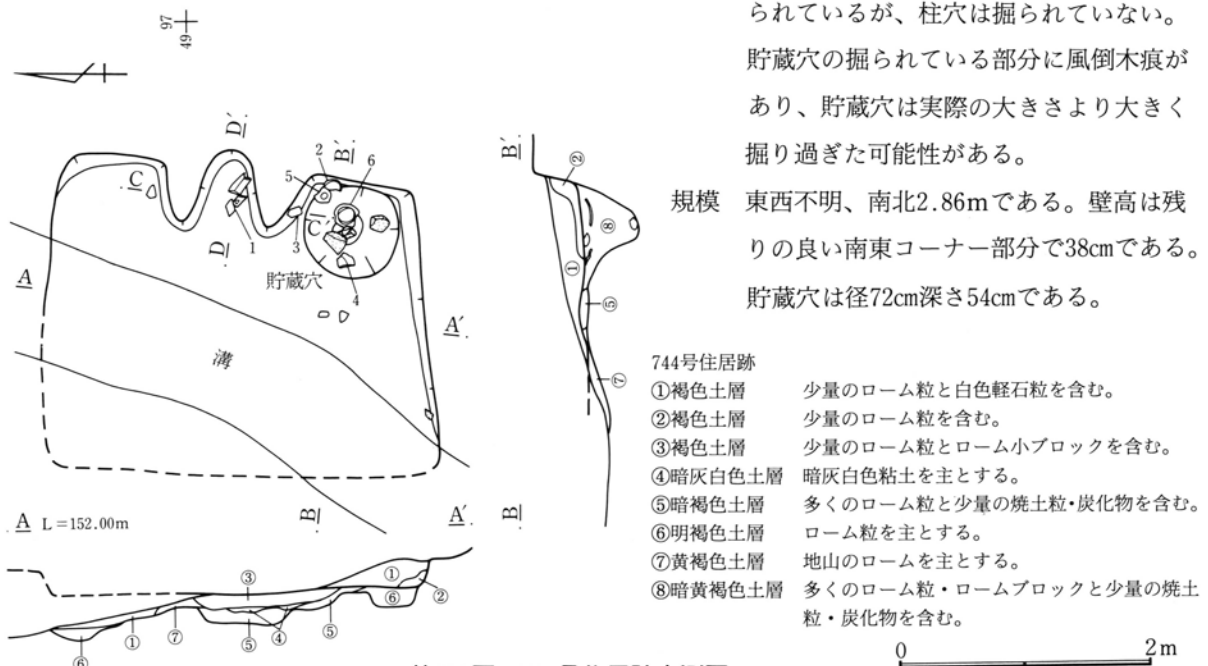 られているが、柱穴は掘られていない。
貯蔵穴の掘られている部分に風倒木痕が
あり、貯蔵穴は実際の大きさより大きく
掘り過ぎた可能性がある。
規模 東西不明、南北2.86mである。壁高は残
りの良い南東コーナー部分で38㎝である。
貯蔵穴は径72㎝深さ54㎝である。
97
49
D′
C
2
B′
6
5
C′
3
1
D
貯蔵穴
4
A
A′
溝
B
B′
②
⑧
①
⑤
⑦
B
A L=152.00m
A′
③
①
⑥
②
⑥
①
⑦
⑤
④
⑤
744号住居跡
①褐色土層 少量のローム粒と白色軽石粒を含む。
②褐色土層 少量のローム粒を含む。
③褐色土層 少量のローム粒とローム小ブロックを含む。
④暗灰白色土層 暗灰白色粘土を主とする。
⑤暗褐色土層 多くのローム粒と少量の焼土粒・炭化物を含む。
⑥明褐色土層 ローム粒を主とする。
⑦黄褐色土層 地山のロームを主とする。
⑧暗黄褐色土層 多くのローム粒・ロームブロックと少量の焼土
粒・炭化物を含む。
0 2m